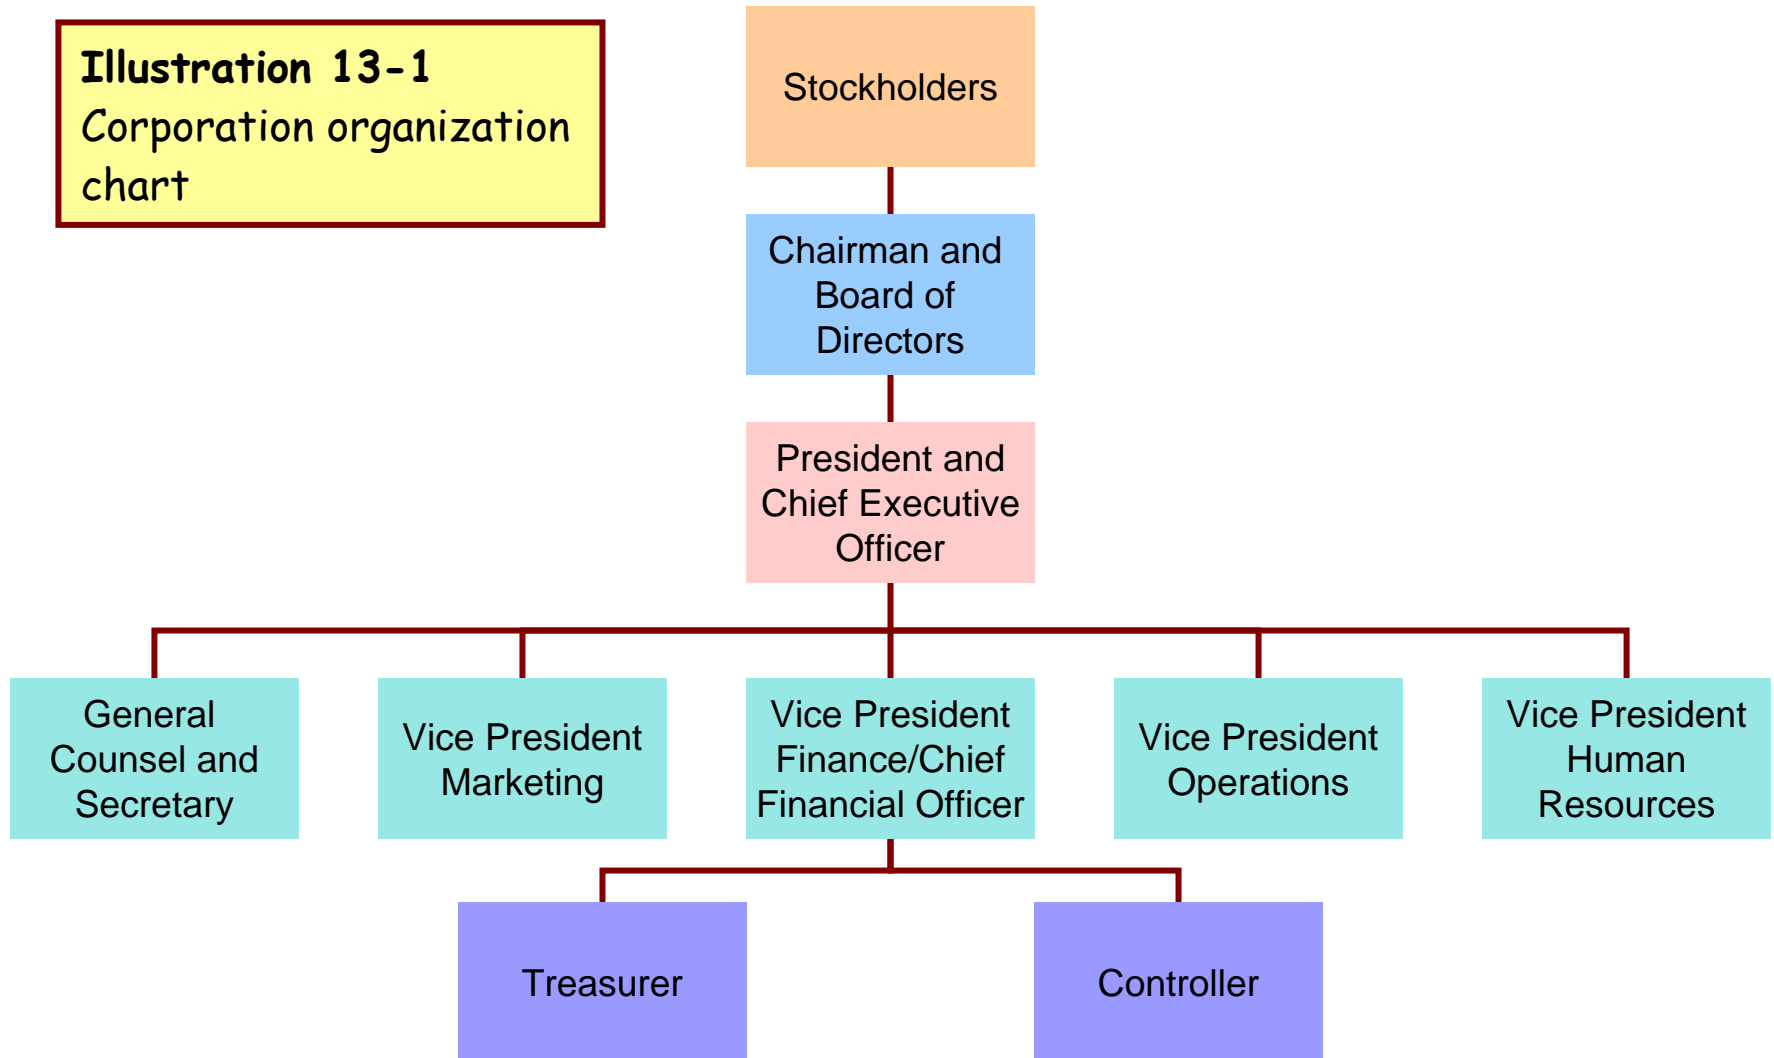 Illustration 13-1
Corporation organization
chart
Stockholders
Chairman and
Board of
Directors
President and
Chief Executive
Officer
General
Counsel and
Secretary
Vice President
Marketing
Vice President
Finance/Chief
Financial Officer
Vice President
Operations
Vice President
Human
Resources
Treasurer
Controller